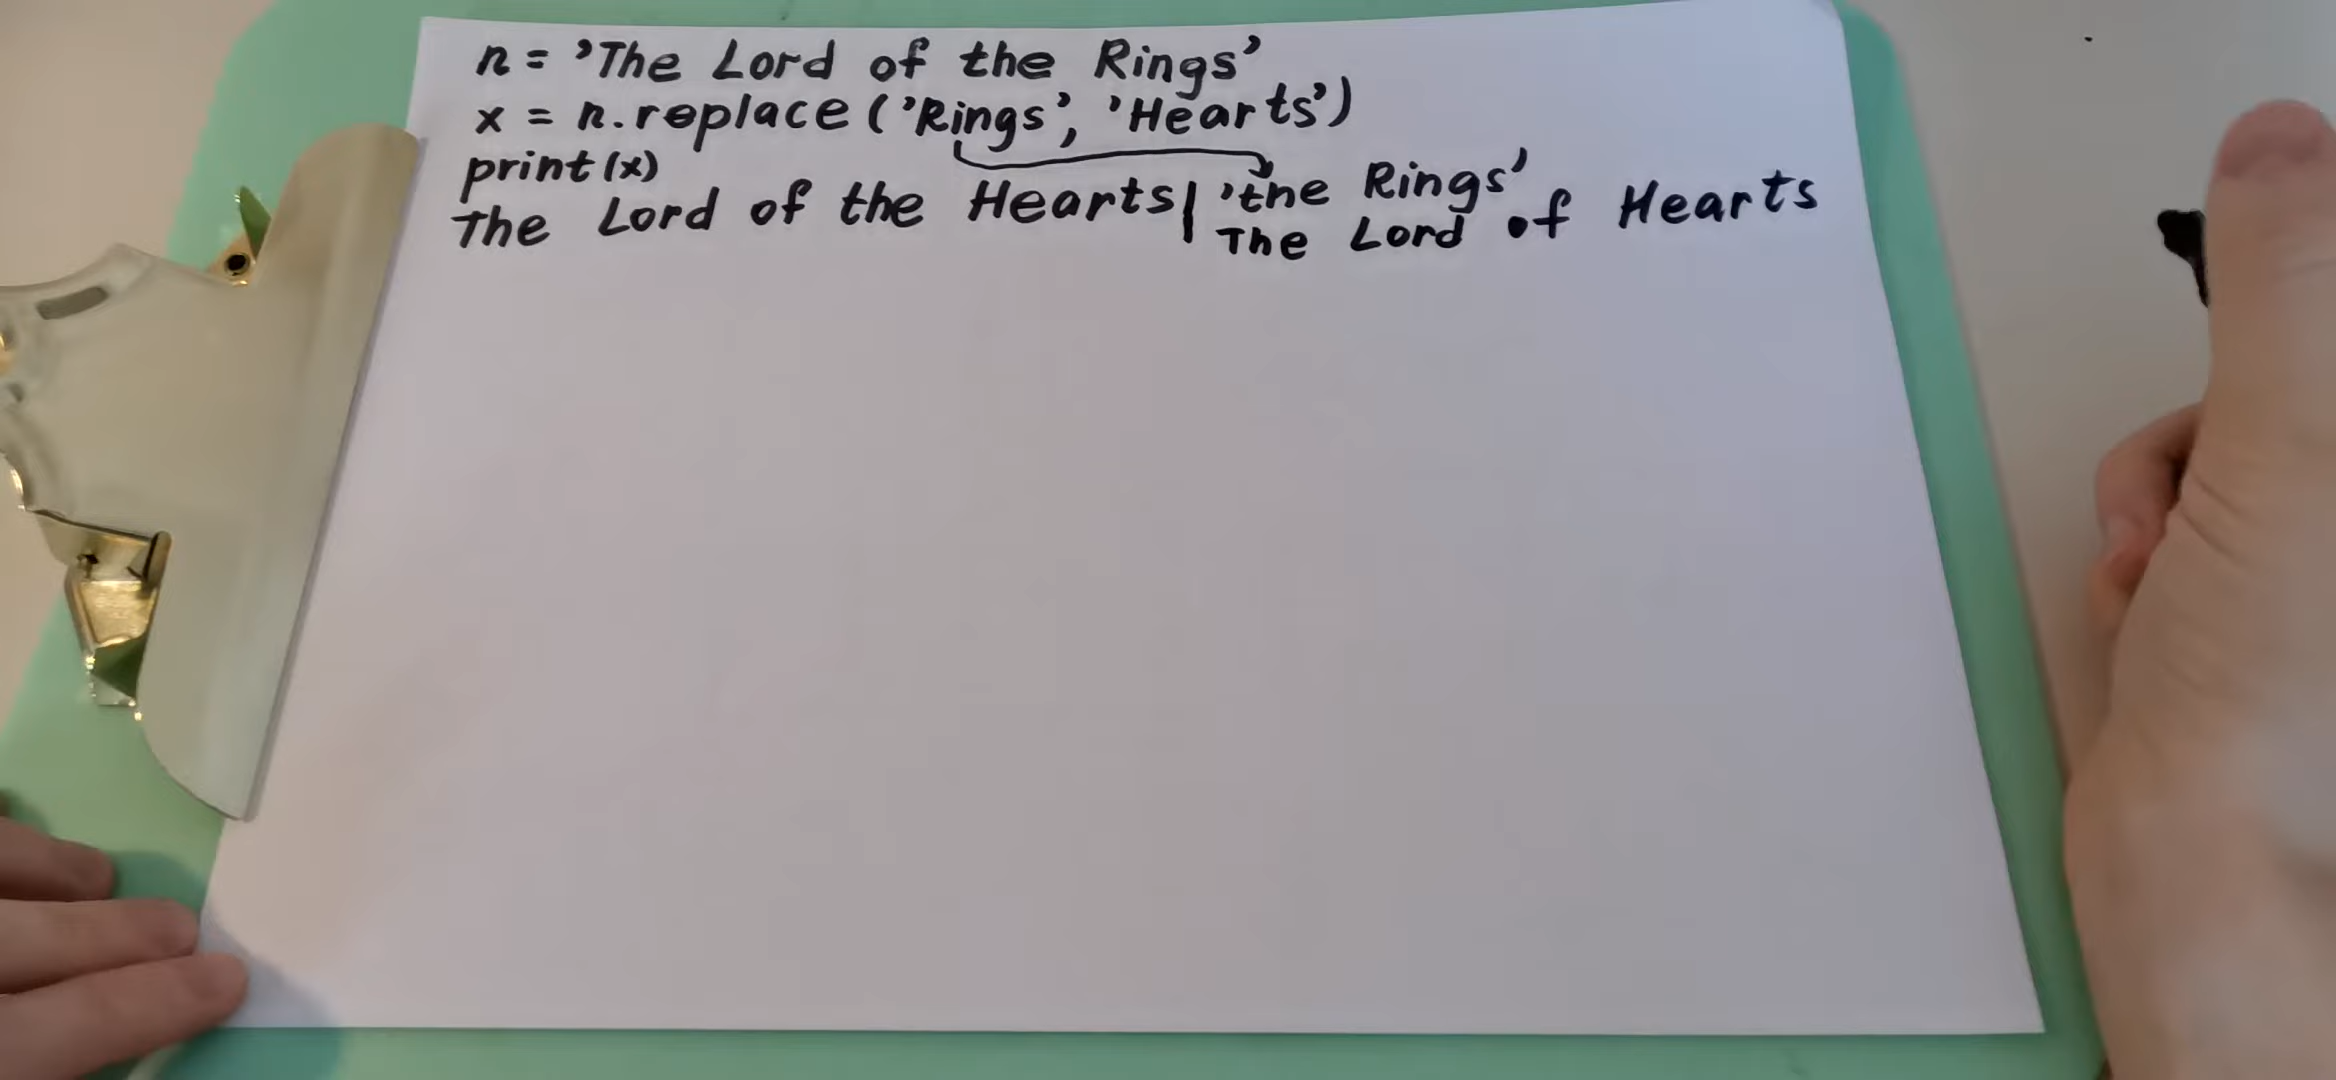 n = 'The Lord of the Rings'
x = n.replace('Rings', 'Hearts')
print(x)
The Lord of the Hearts | 'the Rings'
The Lord of Hearts